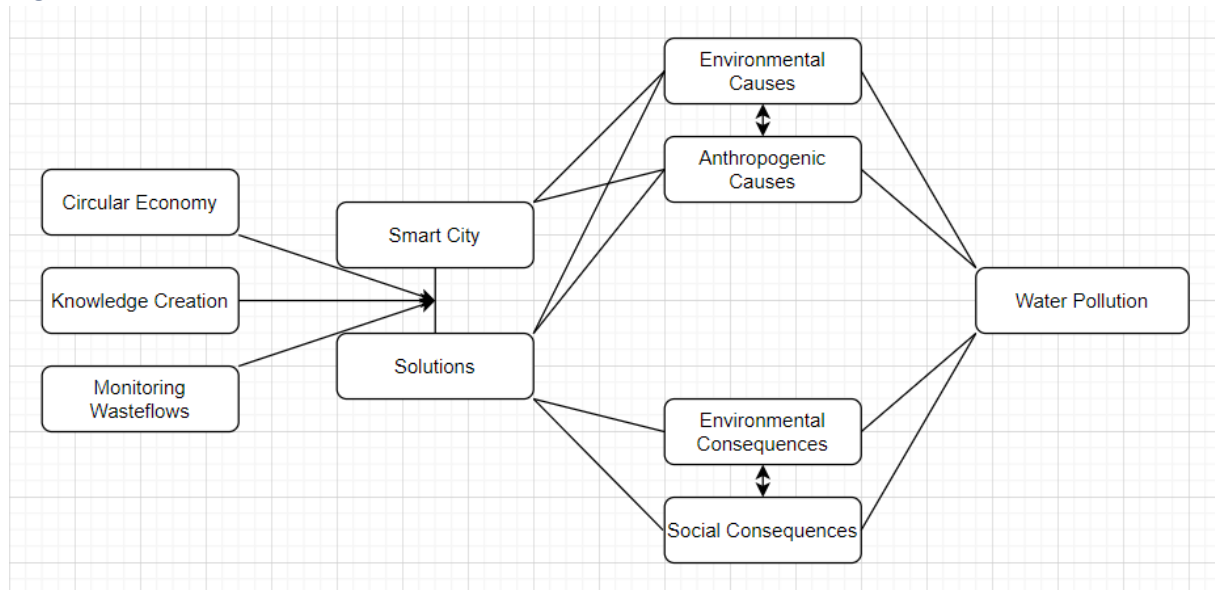 Environmental
Causes
Anthropogenic
Causes
Circular Economy
Smart City
Knowledge Creation
Water Pollution
Solutions
Monitoring
Wasteflows
Environmental
Consequences
Social Consequences